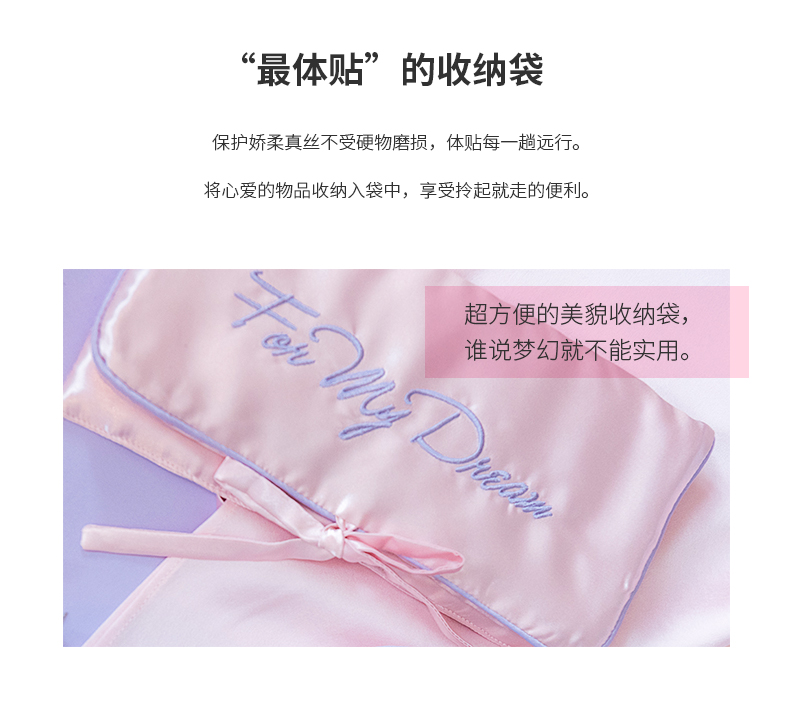 “最体贴”的收纳袋
保护娇柔真丝不受硬物磨损，体贴每一趟远行。
将心爱的物品收纳入袋中，享受拎起就走的便利。
超方便的美貌收纳袋，
谁说梦幻就不能实用。
For My Dream